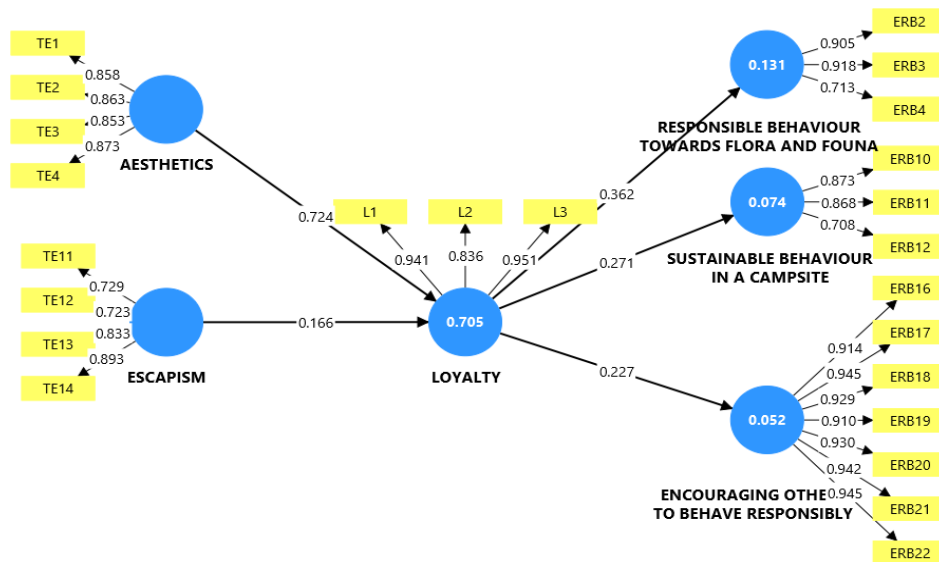 TE1
TE2
TE3
TE4
0.858
0.863
0.853
0.873
AESTHETICS
TE11
TE12
TE13
TE14
0.729
0.723
0.833
0.893
ESCAPISM
0.724
0.166
L1
L2
L3
0.941
0.836
0.951
0.705
LOYALTY
0.362
0.271
0.227
0.131
RESPONSIBLE BEHAVIOUR
TOWARDS FLORA AND FOUNA
0.905
0.918
0.713
ERB2
ERB3
ERB4
0.074
SUSTAINABLE BEHAVIOUR
IN A CAMPSITE
0.873
0.868
0.708
ERB10
ERB11
ERB12
0.052
ENCOURAGING OTHE
TO BEHAVE RESPONSIBLY
0.914
0.945
0.929
0.910
0.930
0.942
0.945
ERB16
ERB17
ERB18
ERB19
ERB20
ERB21
ERB22